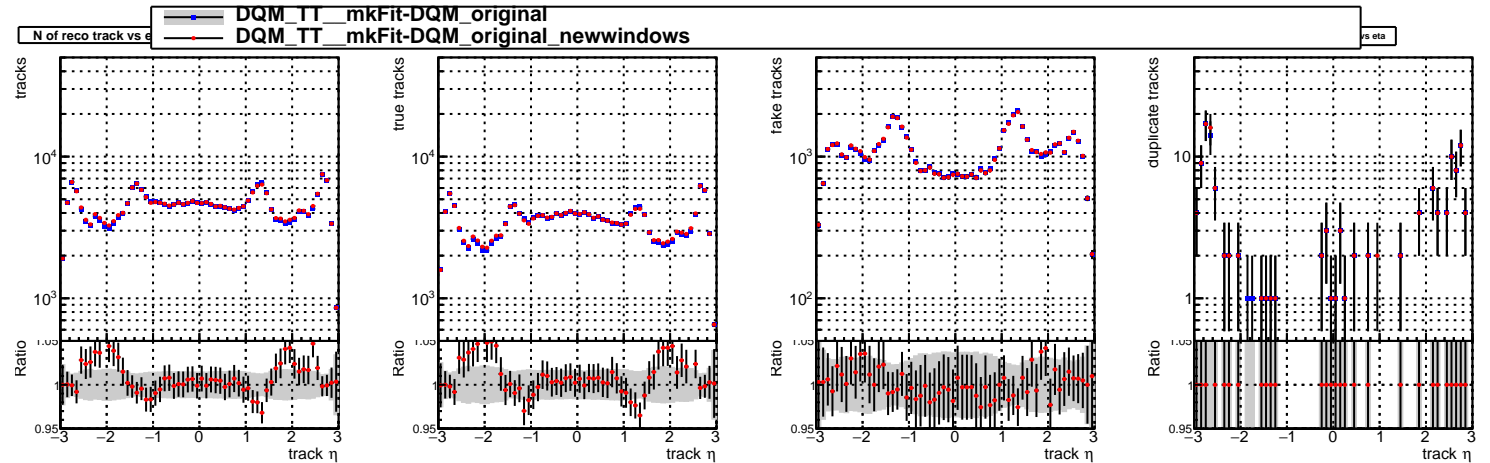 DQM_TT__mkFit-DQM_original
DQM_TT__mkFit-DQM_original_newwindows
N of reco track vs e
vs eta
tracks
10⁴
10³
Ratio
1.05
1
0.95
−3 −2 −1 0 1 2 3
track η
true tracks
10⁴
10³
Ratio
1.05
1
0.95
−3 −2 −1 0 1 2 3
track η
fake tracks
10³
10²
Ratio
1.05
1
0.95
−3 −2 −1 0 1 2 3
track η
duplicate tracks
10
1
Ratio
1.05
1
0.95
−3 −2 −1 0 1 2 3
track η